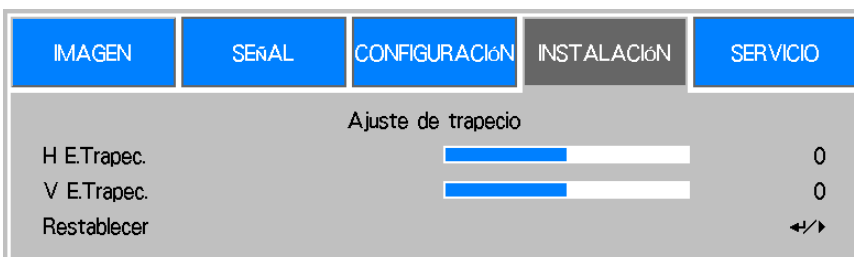 IMAGEN SEñAL CONFIGURACIóN INSTALACIóN SERVICIO
Ajuste de trapecio
H E.Trapec. 0
V E.Trapec. 0
Restablecer ↵/▶